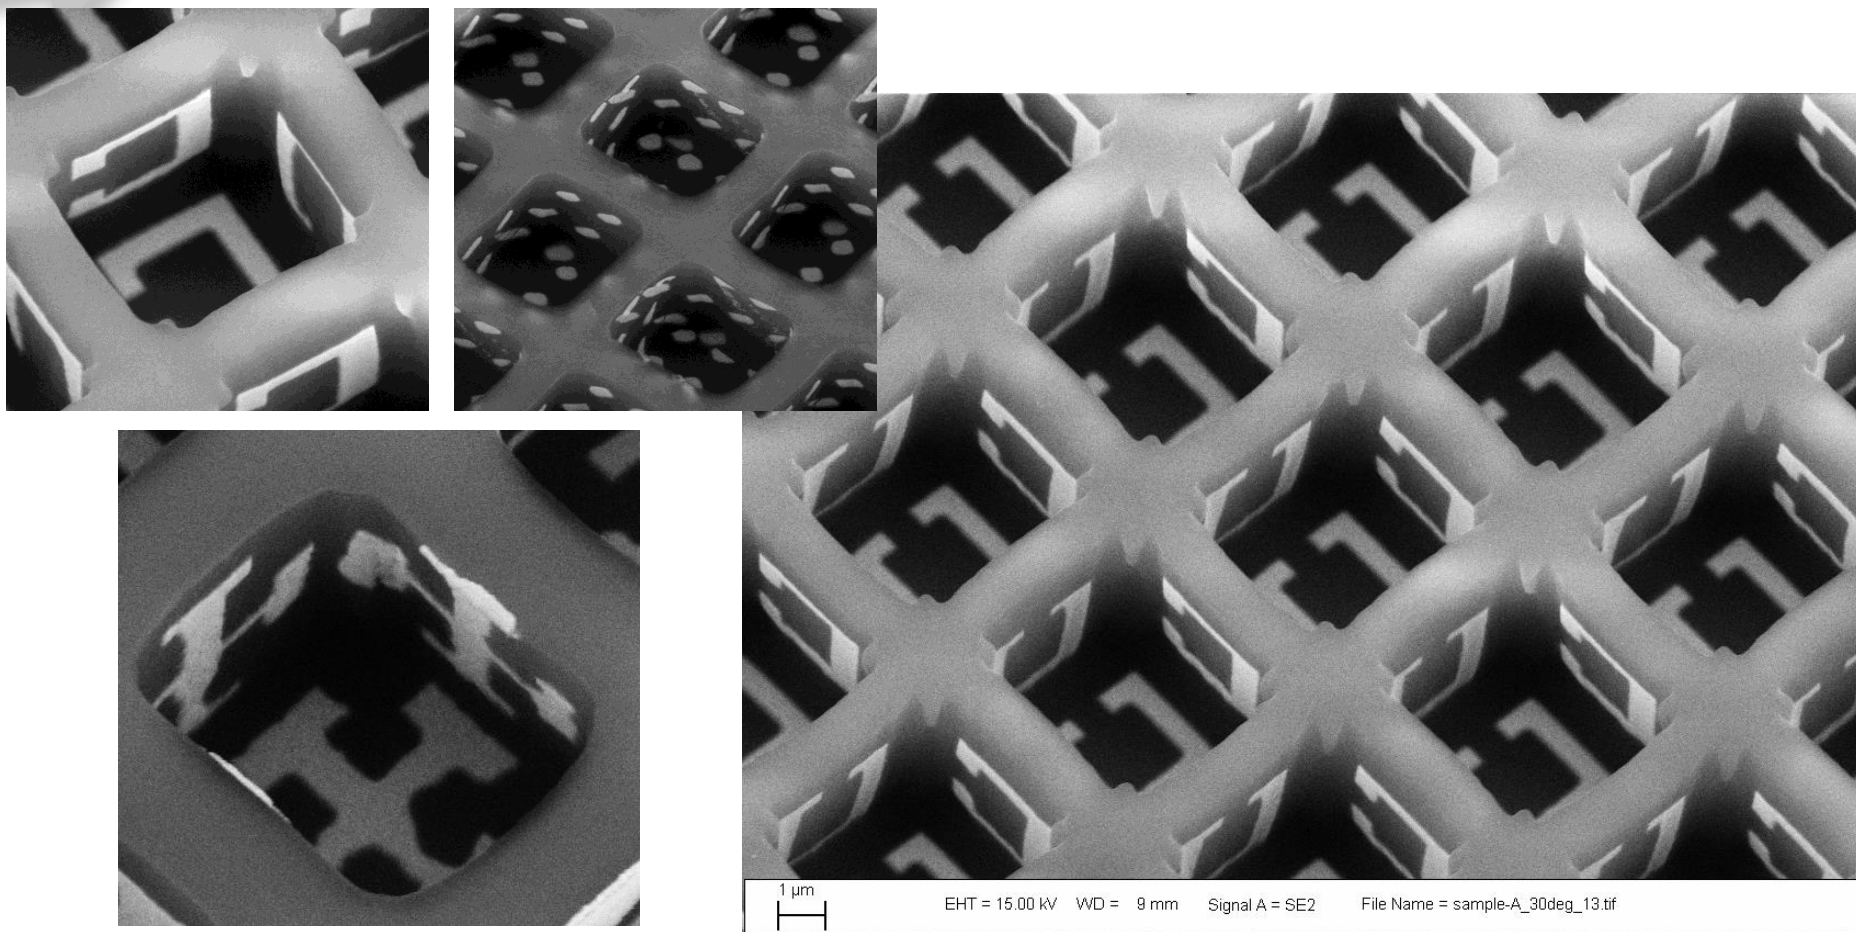 1 µm
EHT = 15.00 kV WD = 9 mm Signal A = SE2 File Name = sample-A_30deg_13.tif